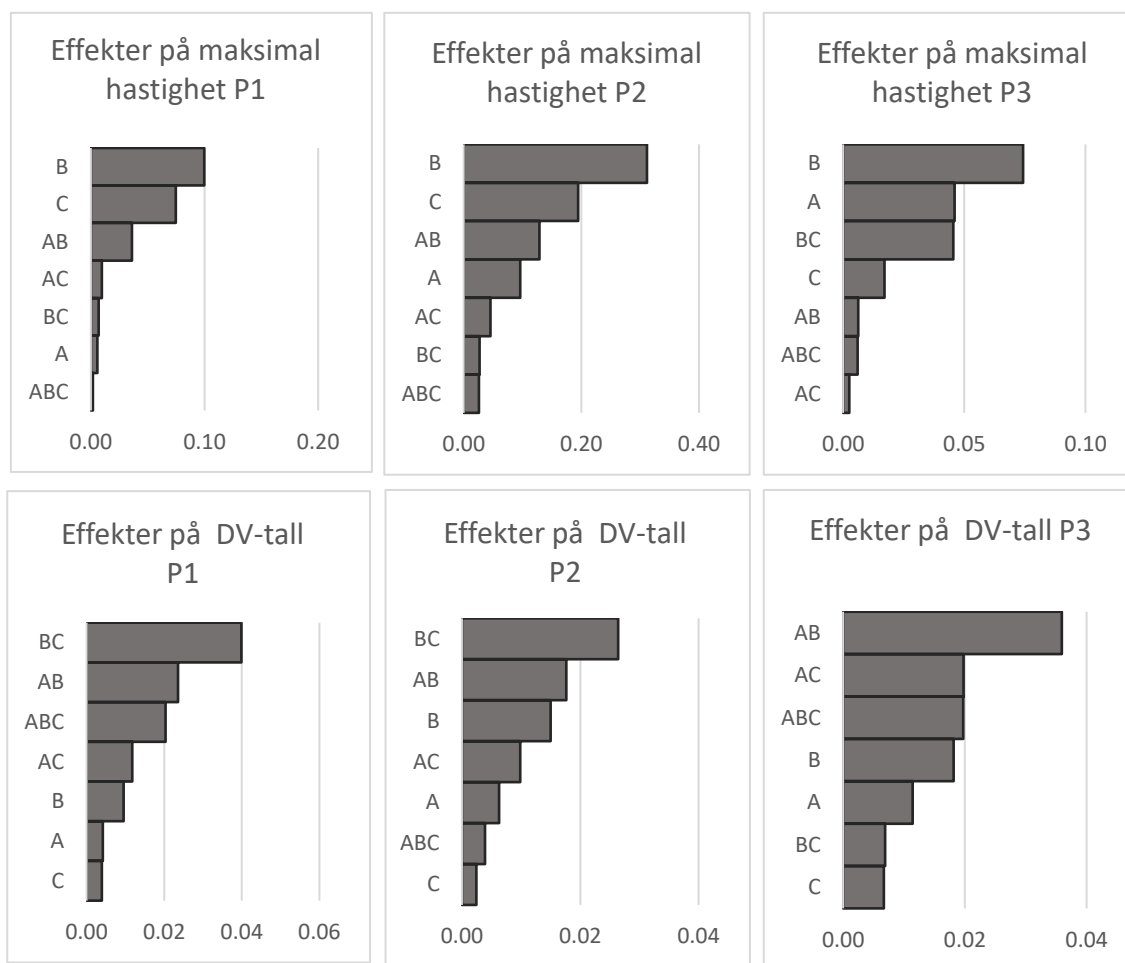 Effekter på maksimal
hastighet P1
B
C
AB
AC
BC
A
ABC
0.00 0.10 0.20
Effekter på maksimal
hastighet P2
B
C
AB
A
AC
BC
ABC
0.00 0.20 0.40
Effekter på maksimal
hastighet P3
B
A
BC
C
AB
ABC
AC
0.00 0.05 0.10
Effekter på DV-tall
P1
BC
AB
ABC
AC
B
A
C
0.00 0.02 0.04 0.06
Effekter på DV-tall
P2
BC
AB
B
AC
A
ABC
C
0.00 0.02 0.04
Effekter på DV-tall P3
AB
AC
ABC
B
A
BC
C
0.00 0.02 0.04